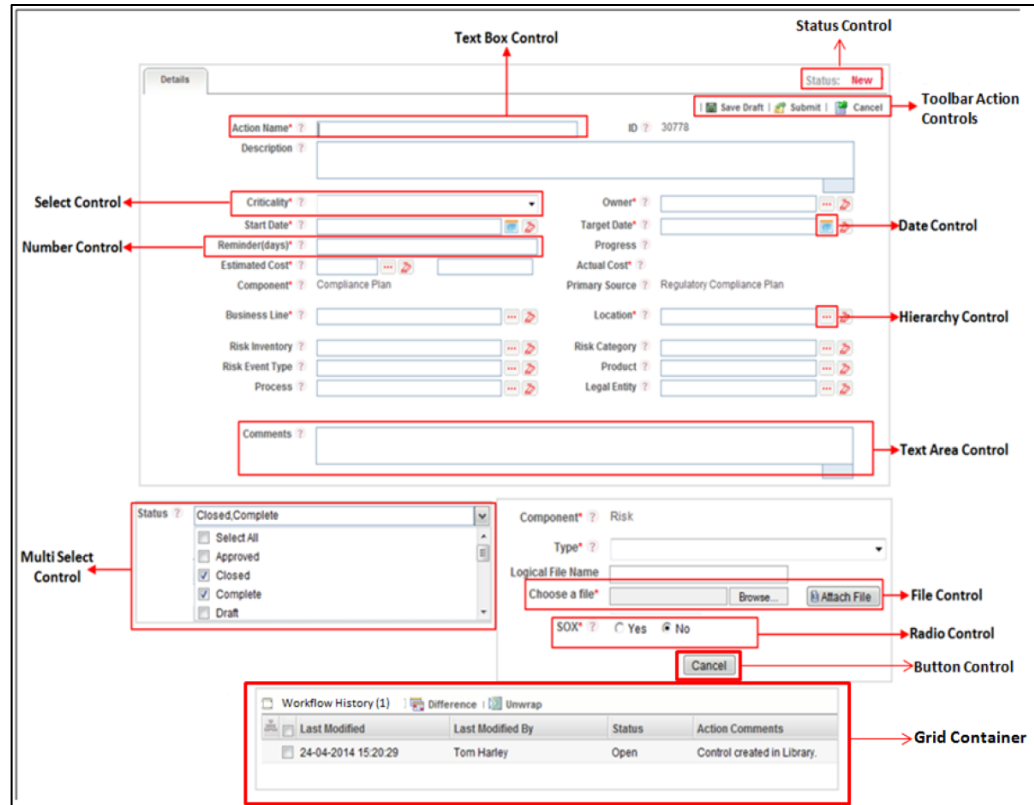 Status Control
Text Box Control
Details
Status: New
| Save Draft | Submit | Cancel
Toolbar Action
Controls
Action Name* ? ID ? 30778
Description ?
Select Control Criticality* ? Owner* ?
Start Date* ? Target Date* ? Date Control
Number Control Reminder(days)* ? Progress ?
Estimated Cost* ? Actual Cost* ?
Component* ? Compliance Plan Primary Source ? Regulatory Compliance Plan
Business Line* ? Location* ? Hierarchy Control
Risk Inventory ? Risk Category ?
Risk Event Type ? Product ?
Process ? Legal Entity ?
Comments ?
Text Area Control
Multi Select
Control
Status ? Closed,Complete
Select All
Approved
Closed
Complete
Draft
Component* ? Risk
Type* ?
Logical File Name
Choose a file* Browse... Attach File File Control
SOX* ? Yes No
Radio Control
Cancel Button Control
Workflow History (1) | Difference | Unwrap
Last Modified Last Modified By Status Action Comments
24-04-2014 15:20:29 Tom Harley Open Control created in Library.
Grid Container